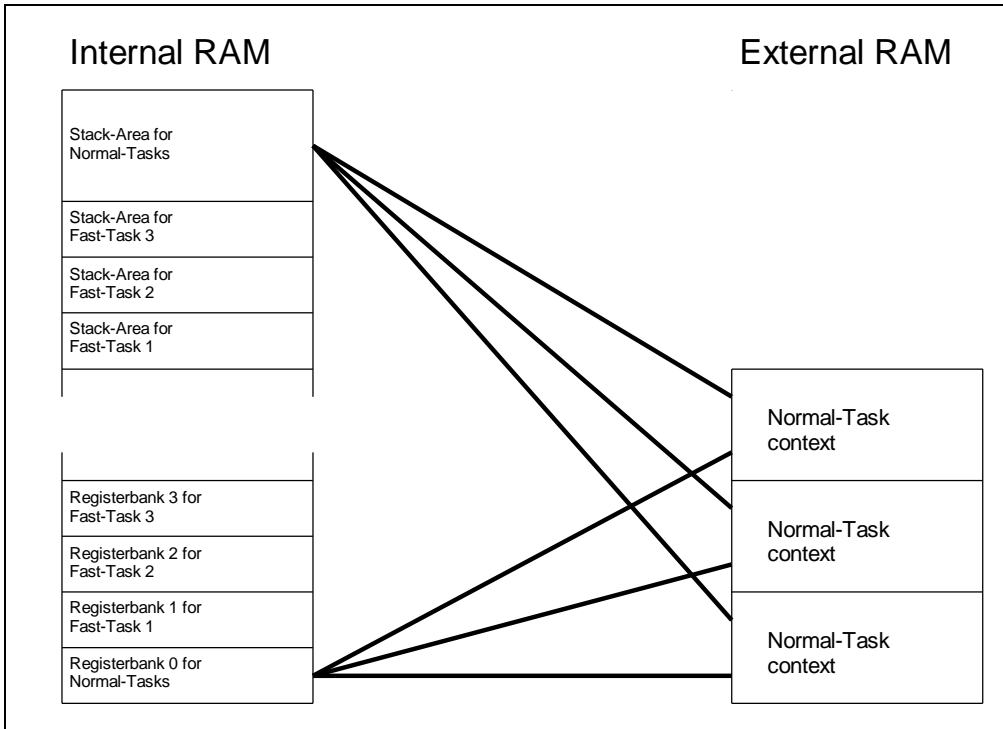 Internal RAM
External RAM
Stack-Area for
Normal-Tasks
Stack-Area for
Fast-Task 3
Stack-Area for
Fast-Task 2
Stack-Area for
Fast-Task 1
Registerbank 3 for
Fast-Task 3
Registerbank 2 for
Fast-Task 2
Registerbank 1 for
Fast-Task 1
Registerbank 0 for
Normal-Tasks
Normal-Task
context
Normal-Task
context
Normal-Task
context